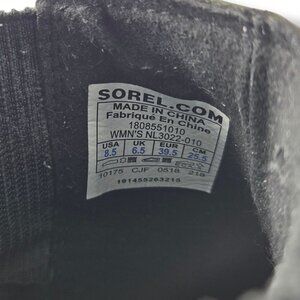 SOREL.COM
MADE IN CHINA
Fabriqué En Chine
1808551010
WMN'S NL3022-010
USA UK EUR CM
8.5 6.5 39.5 25.5
10175 CJF 0518 218
191455263215